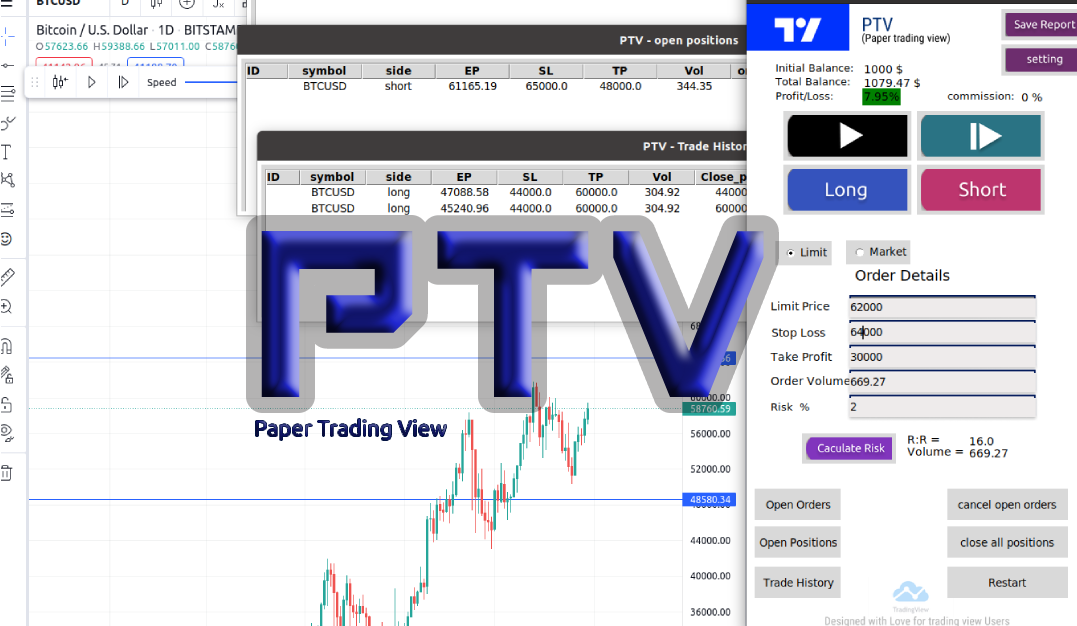 BTCUSD D
Bitcoin / U.S. Dollar · 1D · BITSTAM
O57623.66 H59388.66 L57011.00 C5876
Speed
PTV - open positions
ID symbol side EP SL TP Vol
BTCUSD short 61165.19 65000.0 48000.0 344.35
PTV - Trade Histor
ID symbol side EP SL TP Vol Close_p
BTCUSD long 47088.58 44000.0 60000.0 304.92 44000
BTCUSD long 45240.96 44000.0 60000.0 304.92 60000
PTV
Paper Trading View
60000.00
58760.59
56000.00
52000.00
48580.34
44000.00
40000.00
36000.00
PTV
(Paper trading view)
Save Report
setting
Initial Balance: 1000 $
Total Balance: 1079.47 $
Profit/Loss: 7.95% commission: 0 %
Long Short
Limit Market
Order Details
Limit Price 62000
Stop Loss 64000
Take Profit 30000
Order Volume 669.27
Risk % 2
Caculate Risk
R:R = 16.0
Volume = 669.27
Open Orders cancel open orders
Open Positions close all positions
Trade History Restart
TradingView
Designed with Love for trading view Users